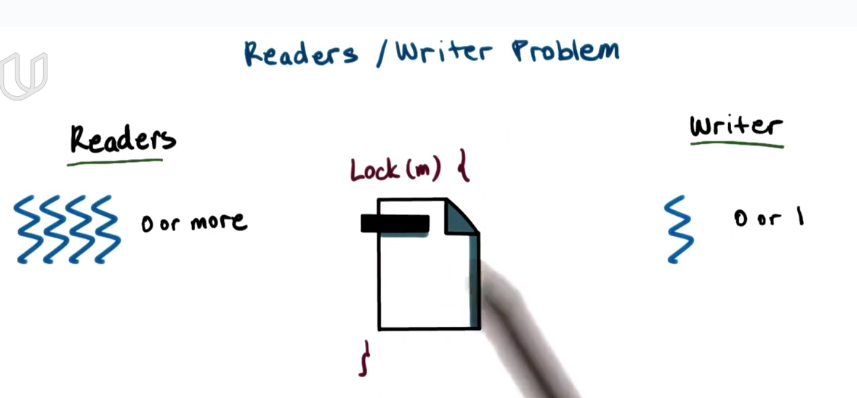 Readers / Writer Problem
Readers
Writer
Lock (m) {
0 or more
0 or 1
}